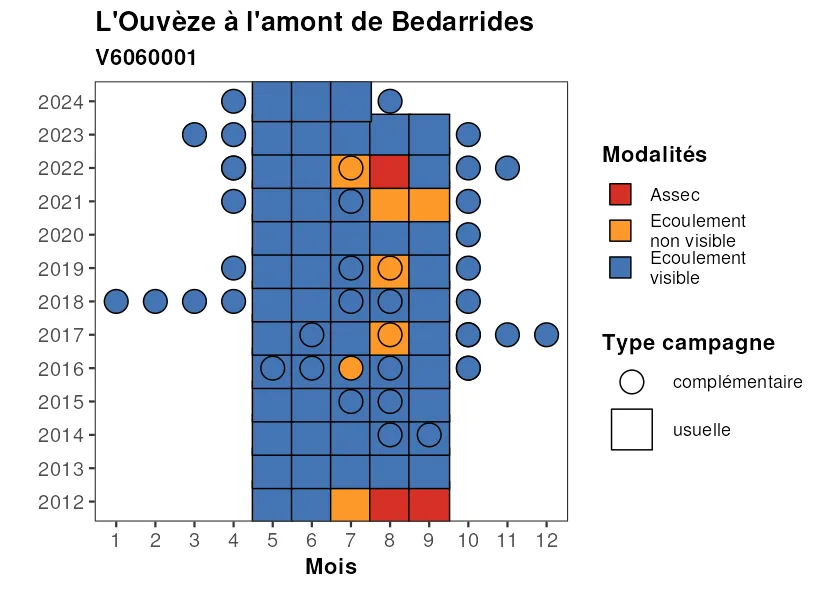 L'Ouvèze à l'amont de Bedarrides
V6060001
2024
2023
2022
2021
2020
2019
2018
2017
2016
2015
2014
2013
2012
1 2 3 4 5 6 7 8 9 10 11 12
Mois
Modalités
Assec
Ecoulement
non visible
Ecoulement
visible
Type campagne
complémentaire
usuelle